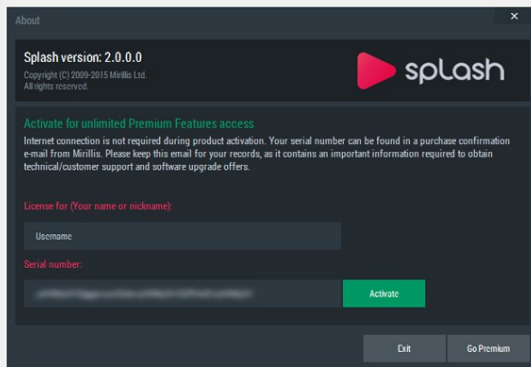 About
Splash version: 2.0.0.0
Copyright (C) 2009-2015 Mirillis Ltd.
All rights reserved.
splash
Activate for unlimited Premium Features access
Internet connection is not required during product activation. Your serial number can be found in a purchase confirmation
e-mail from Mirillis. Please keep this email for your records, as it contains an important information required to obtain
technical/customer support and software upgrade offers.
License for (Your name or nickname):
Username
Serial number:
Activate
Exit
Go Premium